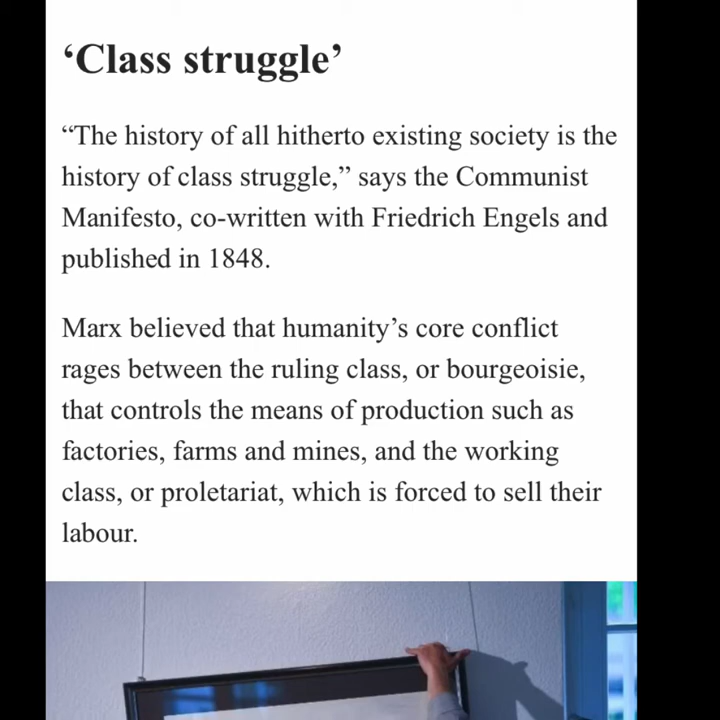 ‘Class struggle’
“The history of all hitherto existing society is the
history of class struggle,” says the Communist
Manifesto, co-written with Friedrich Engels and
published in 1848.
Marx believed that humanity’s core conflict
rages between the ruling class, or bourgeoisie,
that controls the means of production such as
factories, farms and mines, and the working
class, or proletariat, which is forced to sell their
labour.